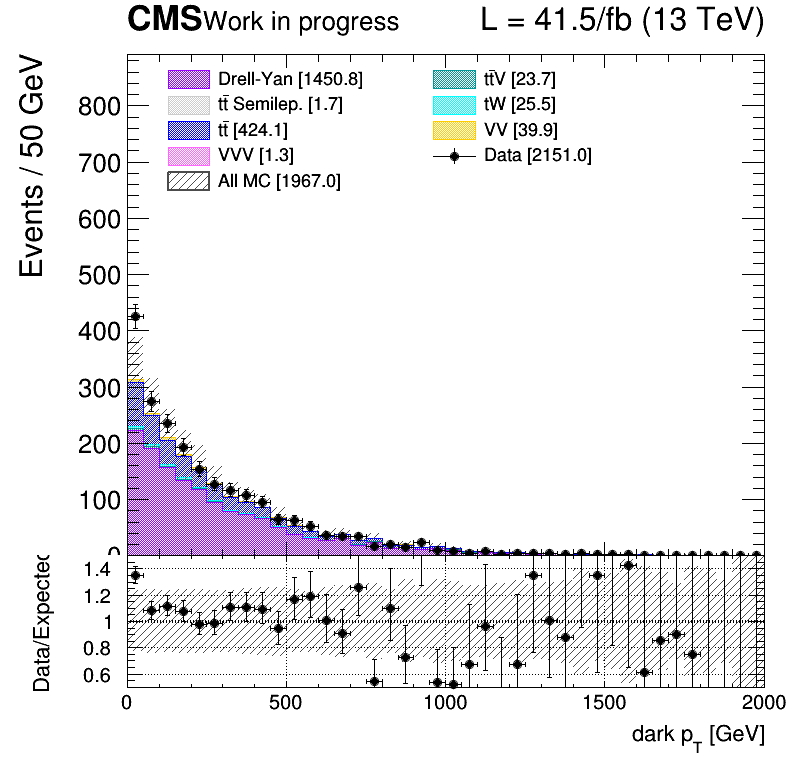 CMS Work in progress L = 41.5/fb (13 TeV)
Events / 50 GeV
Drell-Yan [1450.8]
tt̄ Semilep. [1.7]
tt̄ [424.1]
VVV [1.3]
All MC [1967.0]
tt̄V [23.7]
tW [25.5]
VV [39.9]
Data [2151.0]
800
700
600
500
400
300
200
100
0
Data/Expected
1.4
1.2
1
0.8
0.6
0 500 1000 1500 2000
dark p_T [GeV]